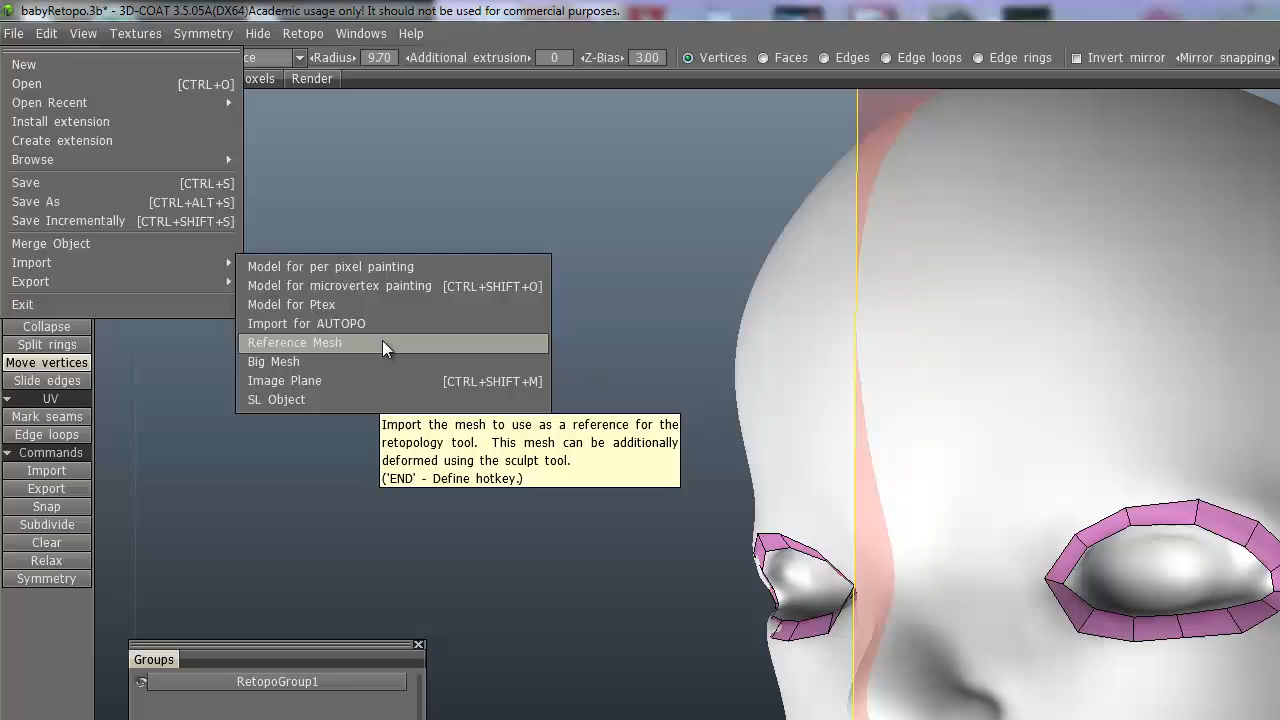 babyRetopo.3b* - 3D-COAT 3.5.05A(DX64)Academic usage only! It should not be used for commercial purposes.
File Edit View Textures Symmetry Hide Retopo Windows Help
ce Radius: 9.70 Additional extrusion: 0 Z-Bias: 3.00 Vertices Faces Edges Edge loops Edge rings Invert mirror Mirror snapping
oxels Render
New
Open [CTRL+O]
Open Recent
Install extension
Create extension
Browse
Save [CTRL+S]
Save As [CTRL+ALT+S]
Save Incrementally [CTRL+SHIFT+S]
Merge Object
Import
Export
Exit
Model for per pixel painting
Model for microvertex painting [CTRL+SHIFT+O]
Model for Ptex
Import for AUTOPO
Reference Mesh
Big Mesh
Image Plane [CTRL+SHIFT+M]
SL Object
Import the mesh to use as a reference for the
retopology tool. This mesh can be additionally
deformed using the sculpt tool.
('END' - Define hotkey.)
Collapse
Split rings
Move vertices
Slide edges
UV
Mark seams
Edge loops
Commands
Import
Export
Snap
Subdivide
Clear
Relax
Symmetry
Groups
RetopoGroup1